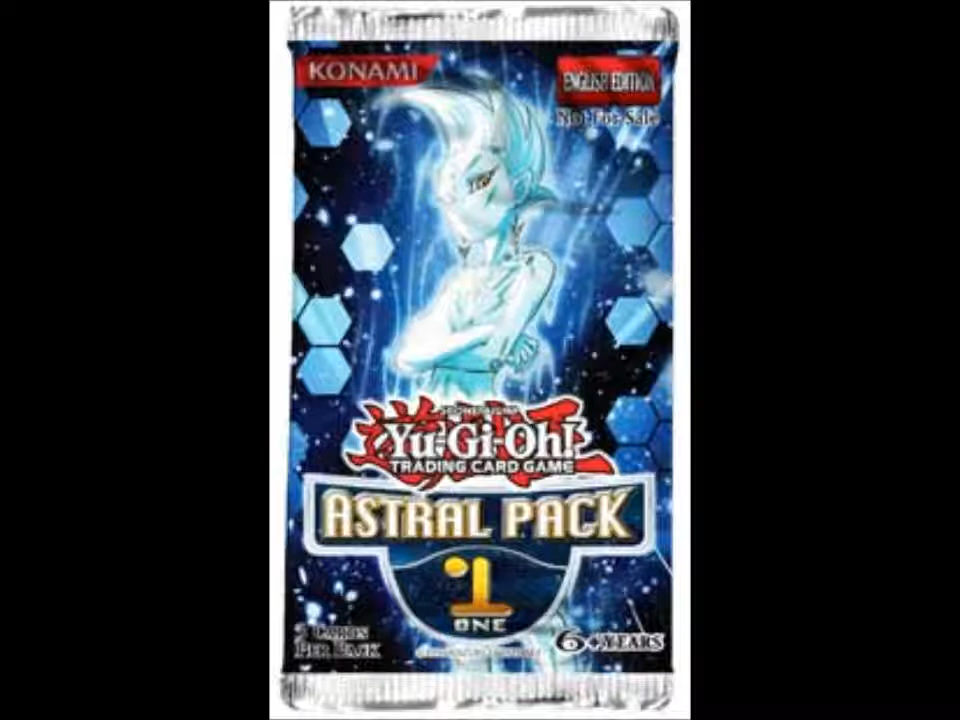 KONAMI
ENGLISH EDITION
Not For Sale
Yu-Gi-Oh!
TRADING CARD GAME
ASTRAL PACK
1
ONE
CARDS
PER PACK
6+ YEARS